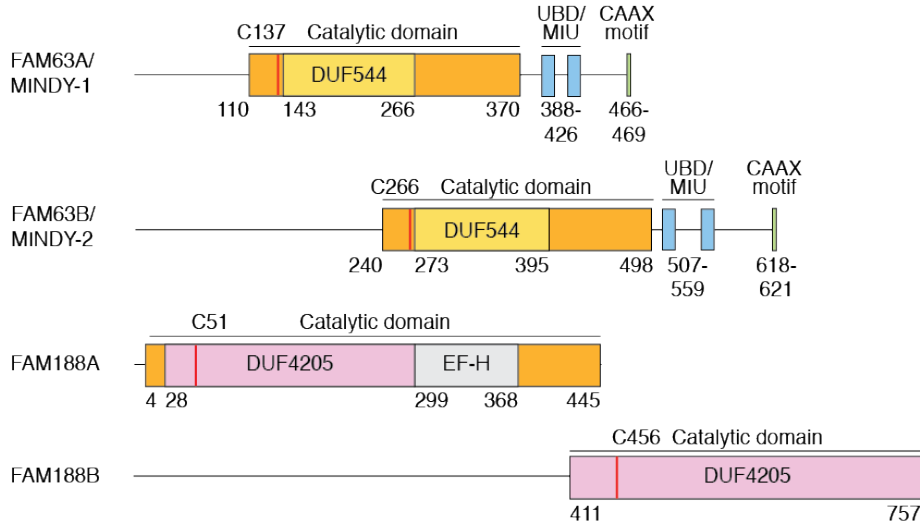 UBD/ CAAX
C137 Catalytic domain MIU motif
FAM63A/
MINDY-1
DUF544
110 143 266 370 388- 466-
426 469
UBD/ CAAX
C266 Catalytic domain MIU motif
FAM63B/
MINDY-2
DUF544
240 273 395 498 507- 618-
559 621
C51 Catalytic domain
FAM188A
DUF4205 EF-H
4 28 299 368 445
C456 Catalytic domain
FAM188B
DUF4205
411 757